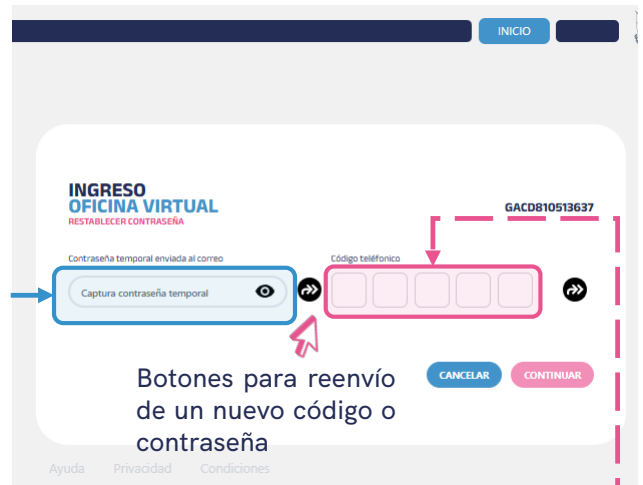 INICIO
INGRESO
OFICINA VIRTUAL
RESTABLECER CONTRASEÑA
GACD810513637
Contraseña temporal enviada al correo
Código teléfonico
Captura contraseña temporal
Botones para reenvío
de un nuevo código o
contraseña
CANCELAR
CONTINUAR
Ayuda Privacidad Condiciones